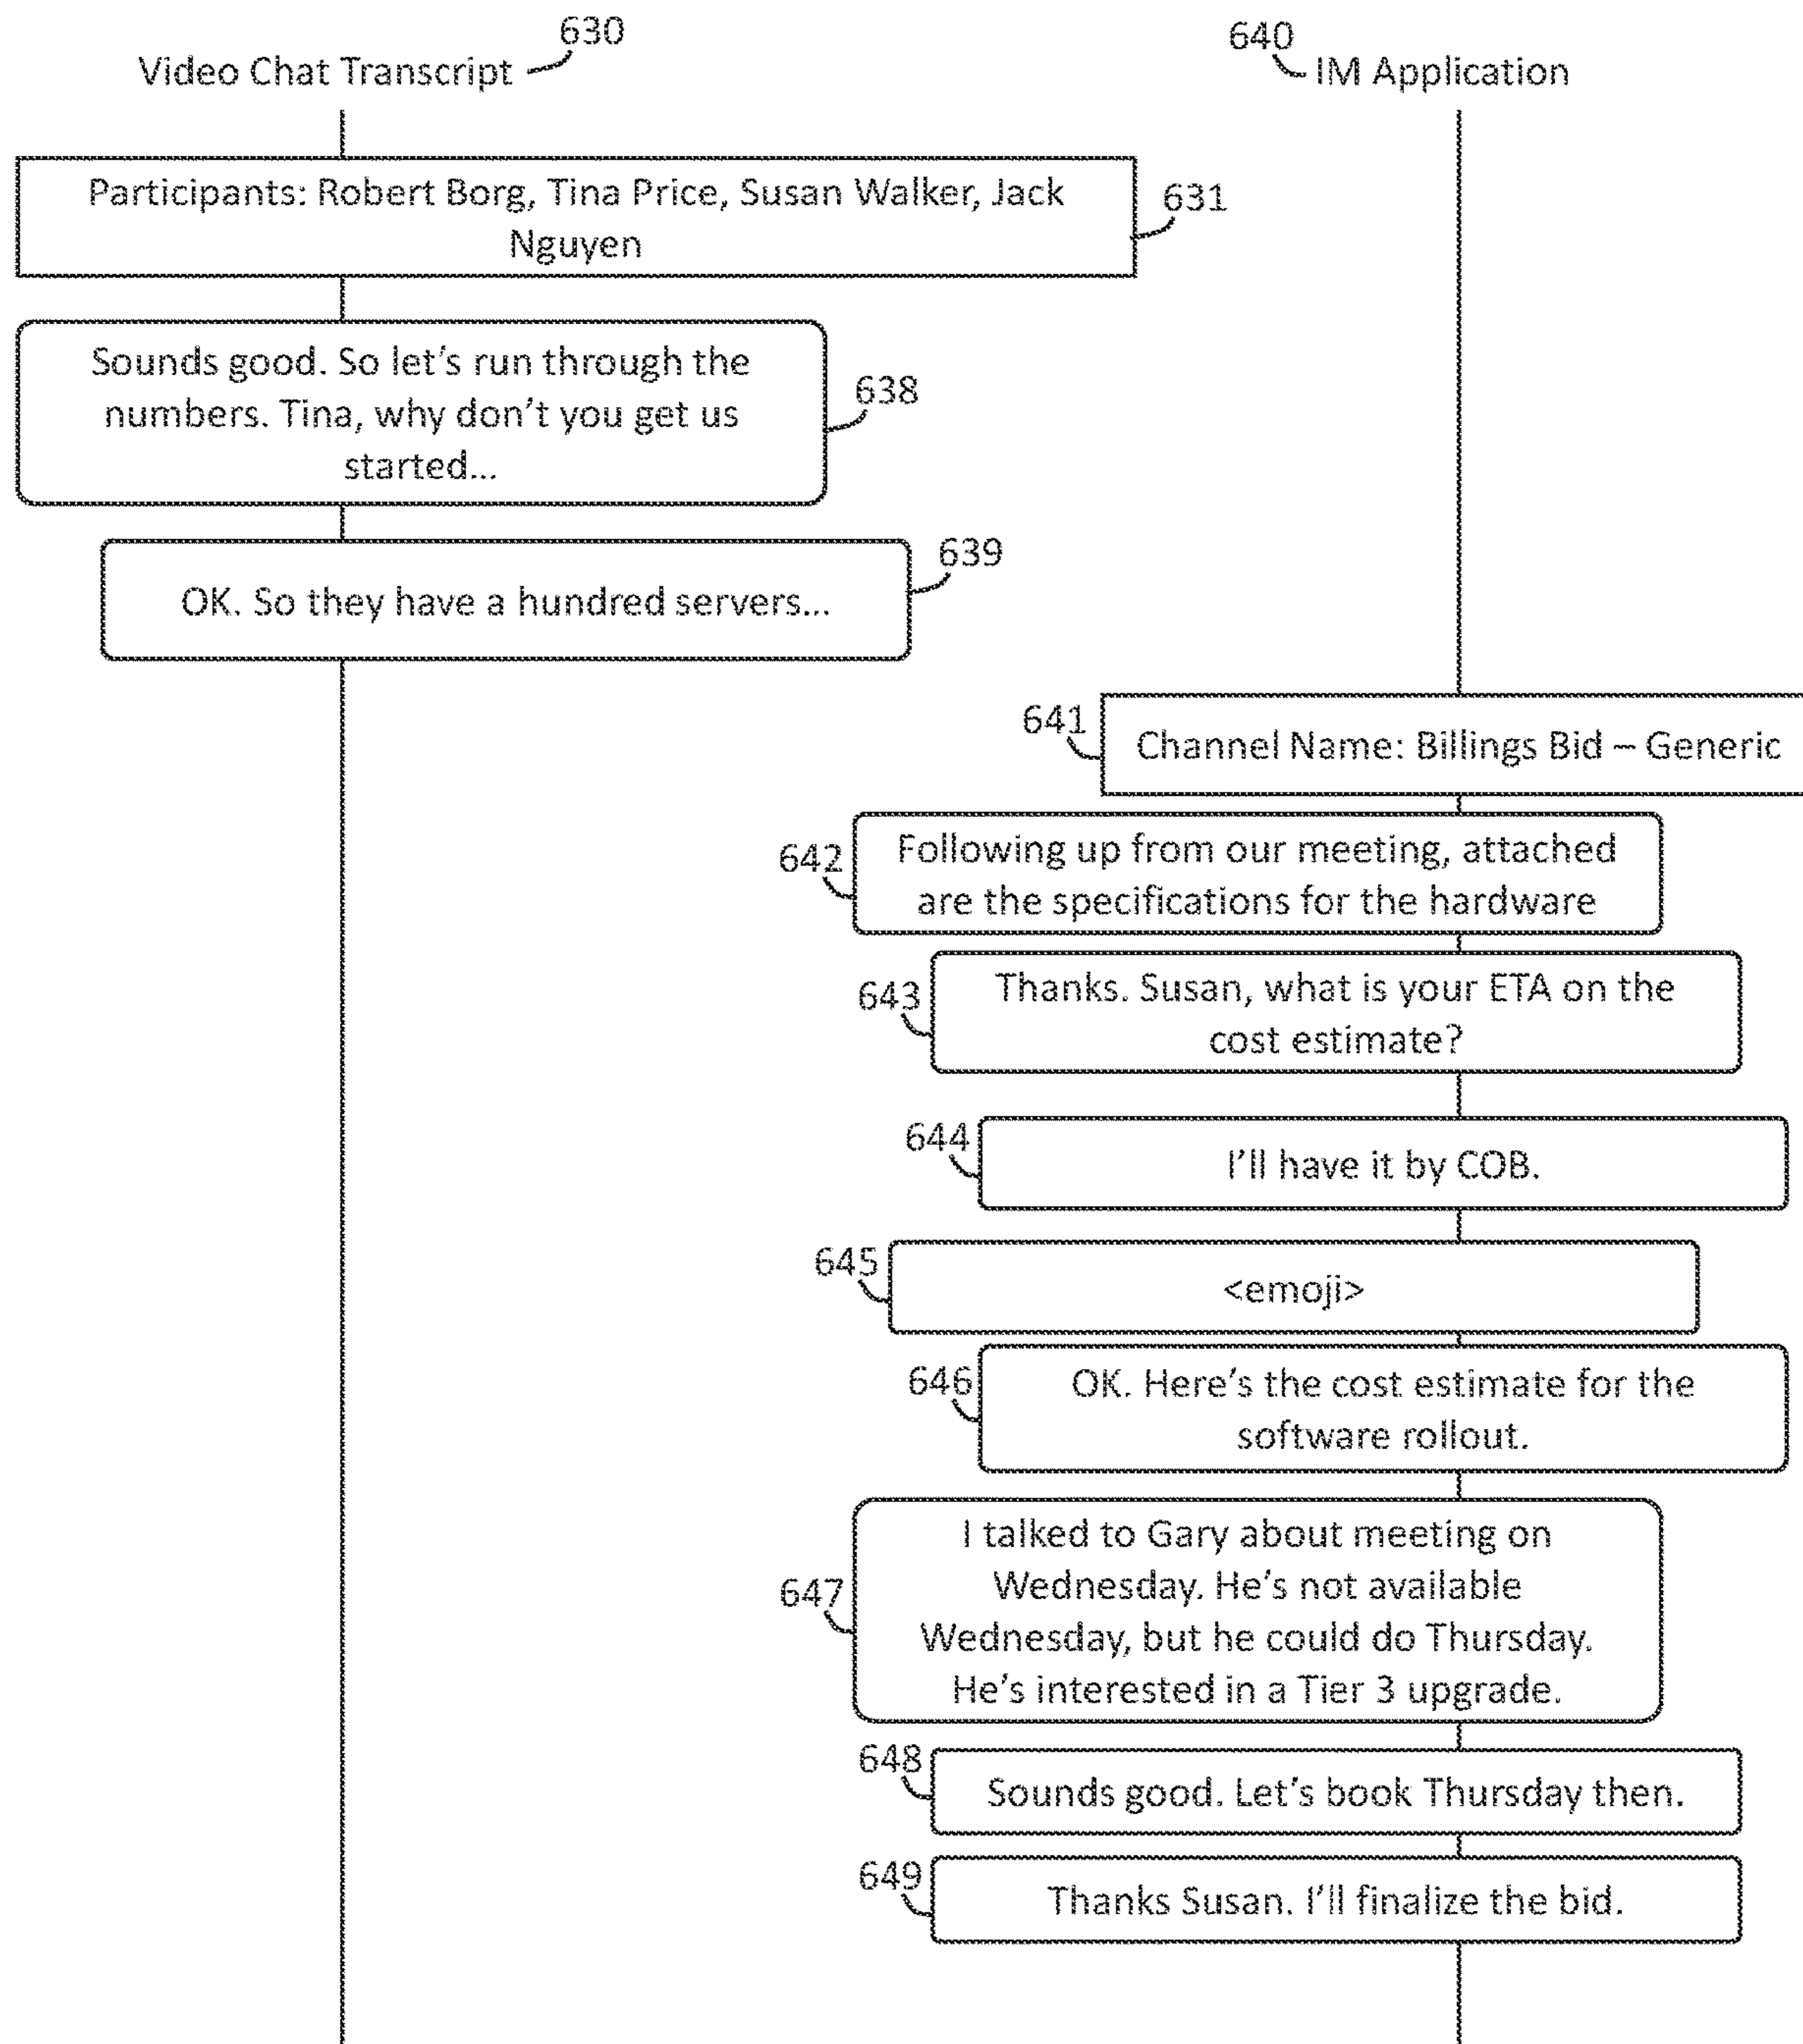 630
640
Video Chat Transcript
IM Application
Participants: Robert Borg, Tina Price, Susan Walker, Jack
Nguyen
631
Sounds good. So let's run through the
numbers. Tina, why don't you get us
started...
638
OK. So they have a hundred servers...
639
641
Channel Name: Billings Bid – Generic
642
Following up from our meeting, attached
are the specifications for the hardware
643
Thanks. Susan, what is your ETA on the
cost estimate?
644
I'll have it by COB.
645
<emoji>
646
OK. Here's the cost estimate for the
software rollout.
647
I talked to Gary about meeting on
Wednesday. He's not available
Wednesday, but he could do Thursday.
He's interested in a Tier 3 upgrade.
648
Sounds good. Let's book Thursday then.
649
Thanks Susan. I'll finalize the bid.